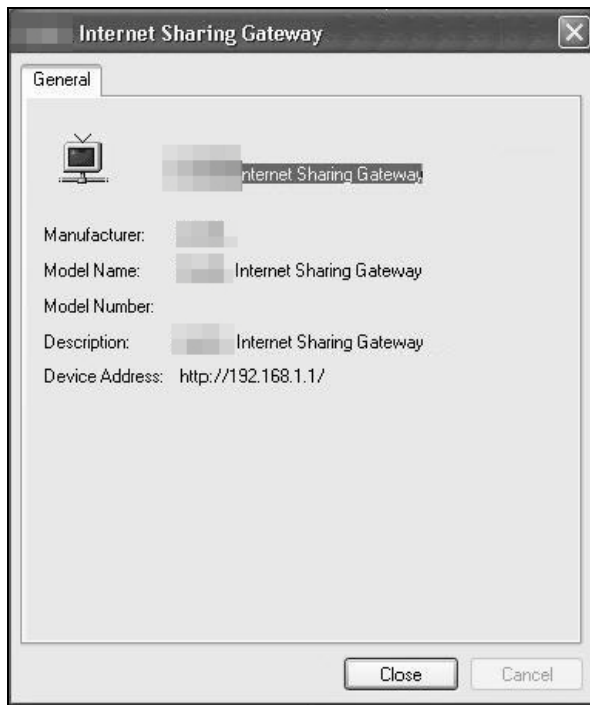 Internet Sharing Gateway
General
nternet Sharing Gateway
Manufacturer:
Model Name: Internet Sharing Gateway
Model Number:
Description: Internet Sharing Gateway
Device Address: http://192.168.1.1/
Close Cancel